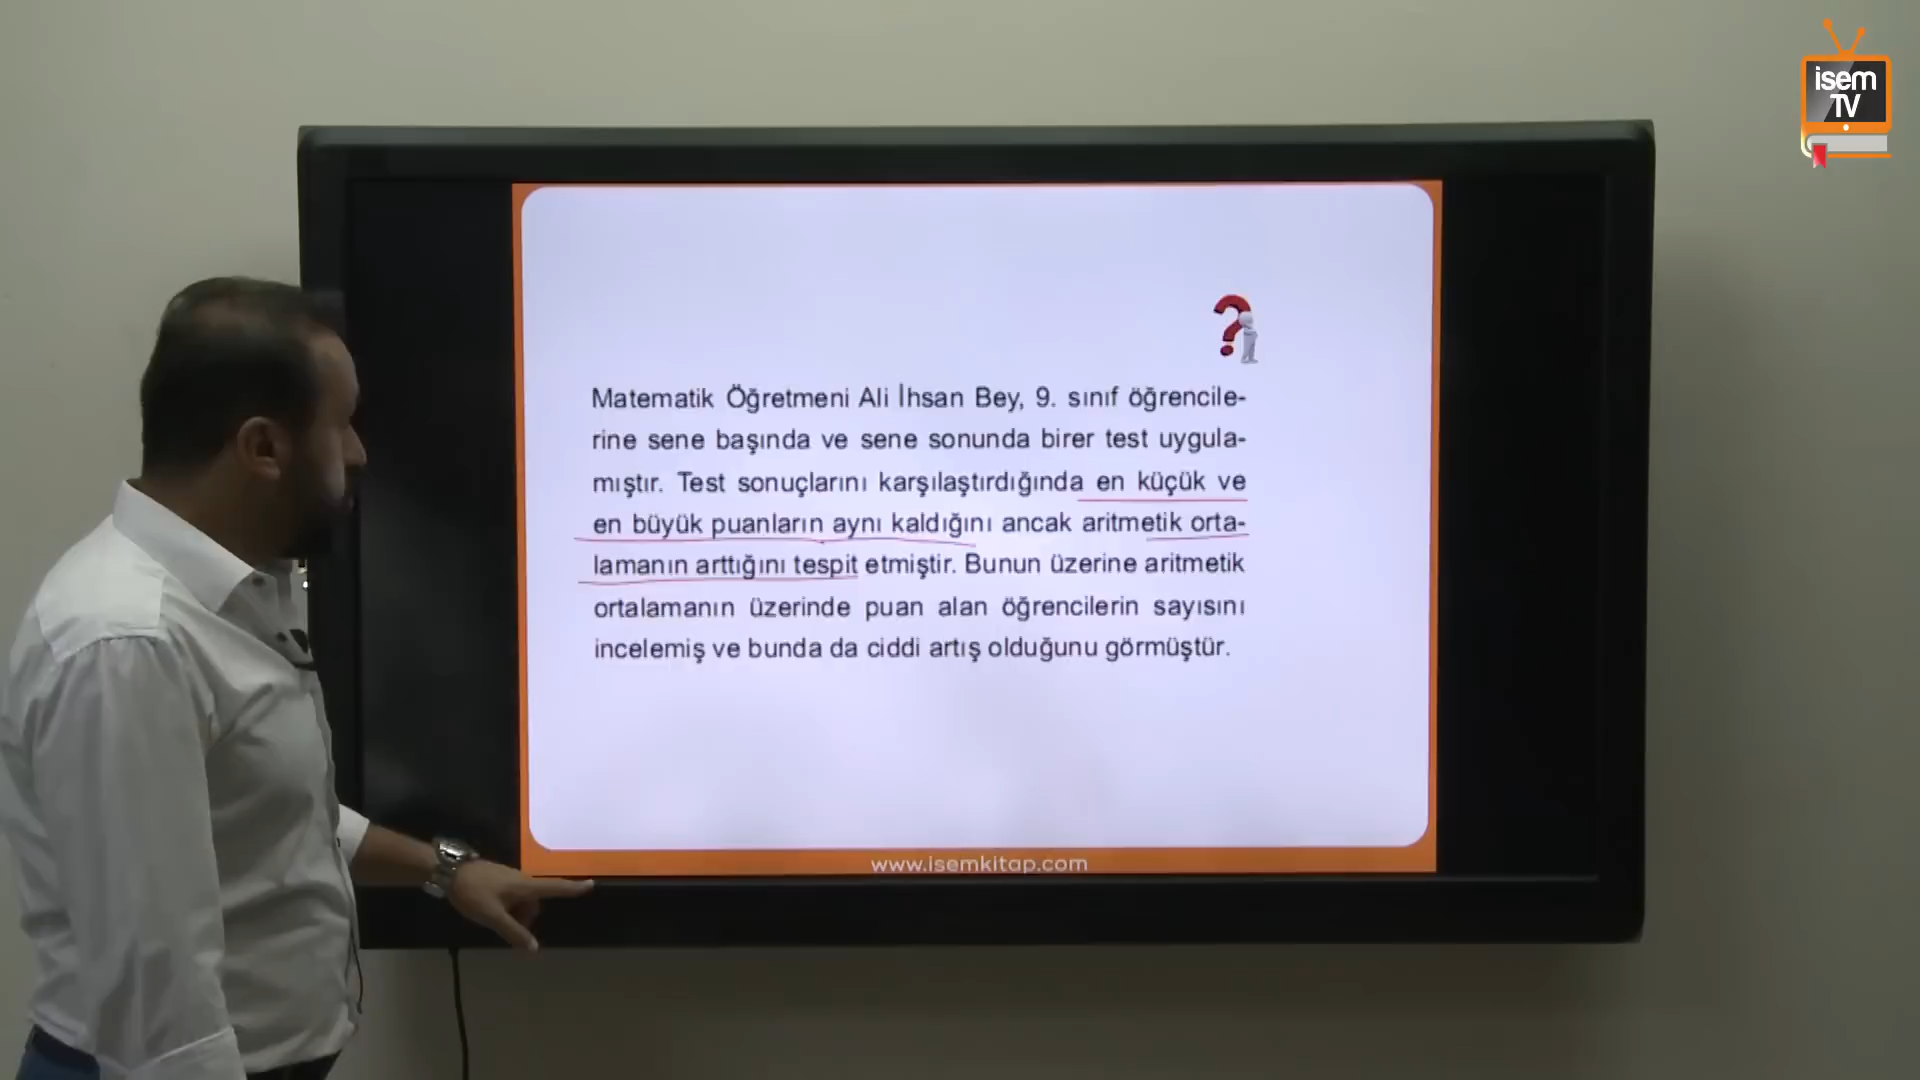 isem
TV
Matematik Öğretmeni Ali İhsan Bey, 9. sınıf öğrencile-
rine sene başında ve sene sonunda birer test uygula-
mıştır. Test sonuçlarını karşılaştırdığında en küçük ve
en büyük puanların aynı kaldığını ancak aritmetik orta-
lamanın arttığını tespit etmiştir. Bunun üzerine aritmetik
ortalamanın üzerinde puan alan öğrencilerin sayısını
incelemiş ve bunda da ciddi artış olduğunu görmüştür.
www.isemkitap.com